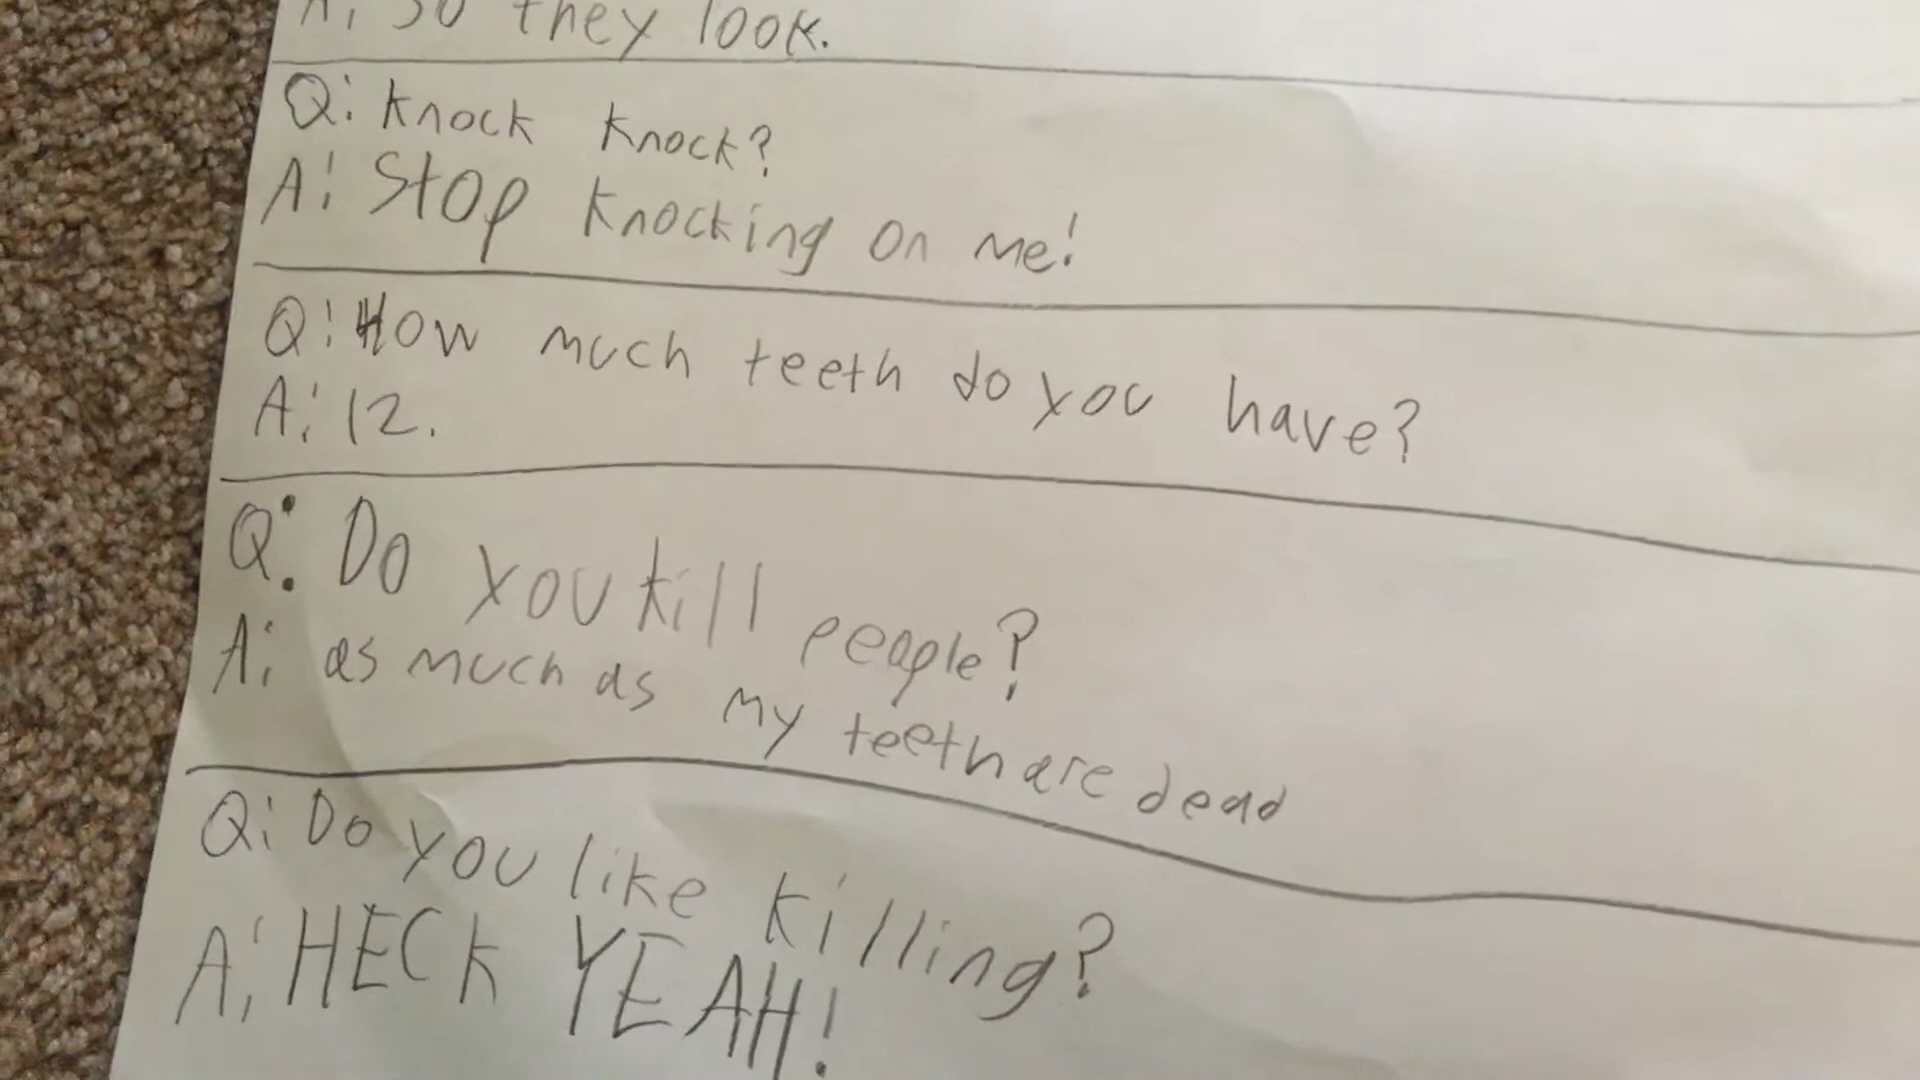 A: So they look.
Q: Knock Knock?
A: Stop knocking on me!
Q: How much teeth do you have?
A: 12.
Q: Do you kill people?
A: as much as my teeth are dead
Q: Do you like killing?
A: HECK YEAH!